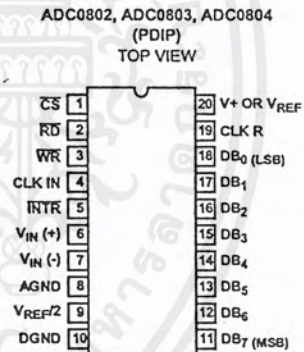 ADC0802, ADC0803, ADC0804
(PDIP)
TOP VIEW
CS 1
RD 2
WR 3
CLK IN 4
INTR 5
VIN (+) 6
VIN (-) 7
AGND 8
VREF/2 9
DGND 10
20 V+ OR VREF
19 CLK R
18 DB0 (LSB)
17 DB1
16 DB2
15 DB3
14 DB4
13 DB5
12 DB6
11 DB7 (MSB)